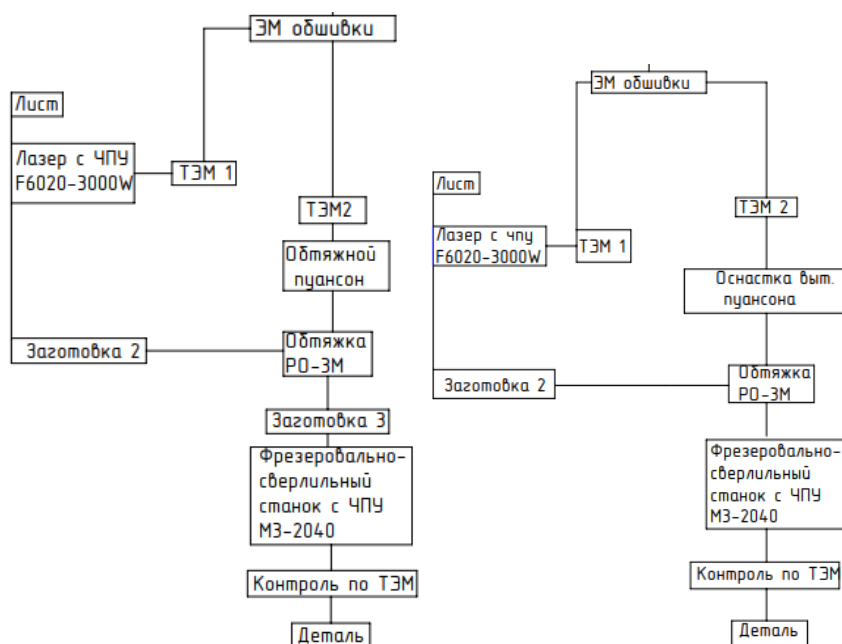 ЭМ обшивки
Лист
Лазер с ЧПУ
F6020-3000W
ТЭМ 1
ТЭМ2
Обтяжной
пуансон
Заготовка 2
Обтяжка
РО-3М
Заготовка 3
Фрезеровально-
сверлильный
станок с ЧПУ
МЗ-2040
Контроль по ТЭМ
Деталь
ЭМ обшивки
Лист
ТЭМ 2
Лазер с чпу
F6020-3000W
ТЭМ 1
Оснастка выт.
пуансона
Заготовка 2
Обтяжка
РО-3М
Фрезеровально-
сверлильный
станок с ЧПУ
МЗ-2040
Контроль по ТЭМ
Деталь